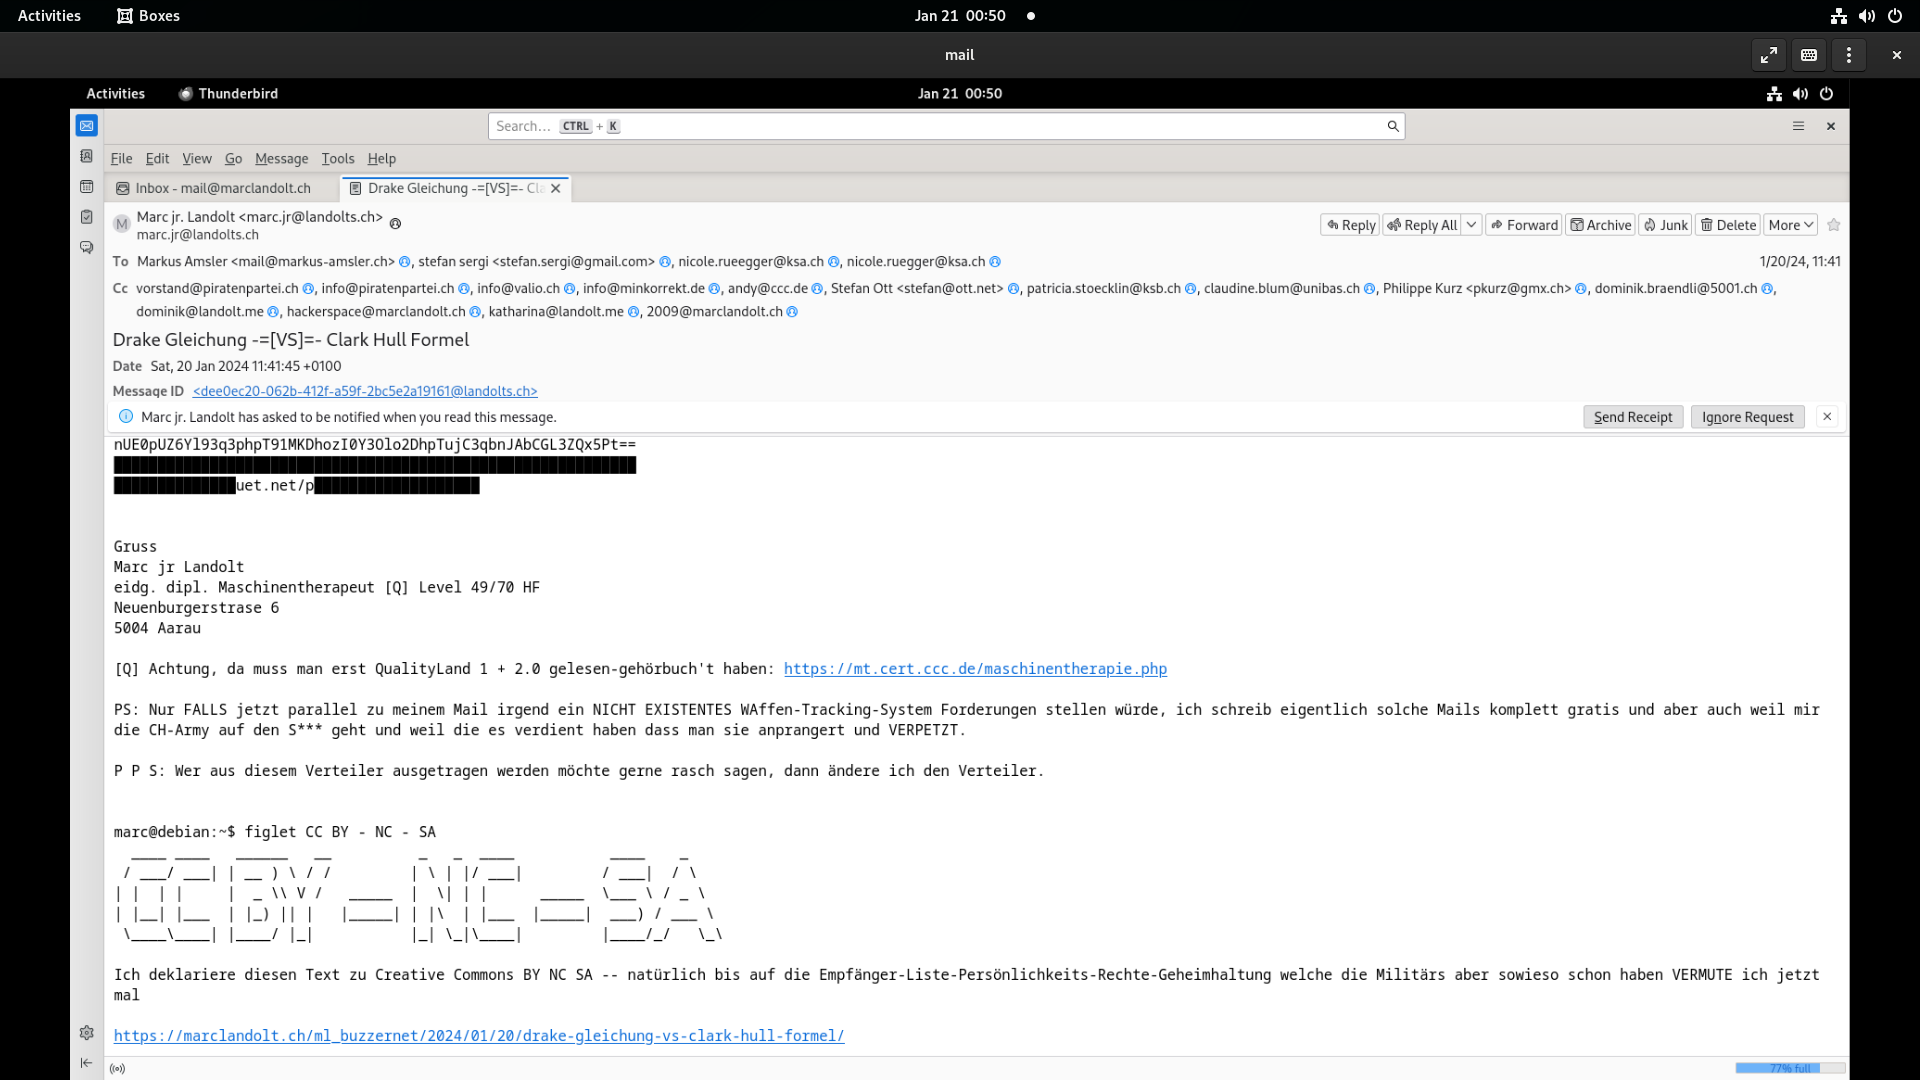 Activities Boxes Jan 21 00:50
mail
Activities Thunderbird Jan 21 00:50
Search... CTRL + K
File Edit View Go Message Tools Help
Inbox - mail@marclandolt.ch Drake Gleichung -=[VS]=- Cla
M Marc jr. Landolt <marc.jr@landolts.ch>
marc.jr@landolts.ch
Reply Reply All Forward Archive Junk Delete More
To Markus Amsler <mail@markus-amsler.ch> , stefan sergi <stefan.sergi@gmail.com> , nicole.rueegger@ksa.ch , nicole.ruegger@ksa.ch 1/20/24, 11:41
Cc vorstand@piratenpartei.ch , info@piratenpartei.ch , info@valio.ch , info@minkorrekt.de , andy@ccc.de , Stefan Ott <stefan@ott.net> , patricia.stoecklin@ksb.ch , claudine.blum@unibas.ch , Philippe Kurz <pkurz@gmx.ch> , dominik.braendli@5001.ch ,
dominik@landolt.me , hackerspace@marclandolt.ch , katharina@landolt.me , 2009@marclandolt.ch
Drake Gleichung -=[VS]=- Clark Hull Formel
Date Sat, 20 Jan 2024 11:41:45 +0100
Message ID <dee0ec20-062b-412f-a59f-2bc5e2a19161@landolts.ch>
Marc jr. Landolt has asked to be notified when you read this message. Send Receipt Ignore Request
nUE0pUZ6Yl93q3phpT91MKDhozI0Y3Olo2DhpTujC3qbnJAbCGL3ZQx5Pt==
uet.net/p
Gruss
Marc jr Landolt
eidg. dipl. Maschinentherapeut [Q] Level 49/70 HF
Neuenburgerstrase 6
5004 Aarau
[Q] Achtung, da muss man erst QualityLand 1 + 2.0 gelesen-gehörbuch't haben: https://mt.cert.ccc.de/maschinentherapie.php
PS: Nur FALLS jetzt parallel zu meinem Mail irgend ein NICHT EXISTENTES WAffen-Tracking-System Forderungen stellen würde, ich schreib eigentlich solche Mails komplett gratis und aber auch weil mir
die CH-Army auf den S*** geht und weil die es verdient haben dass man sie anprangert und VERPETZT.
P P S: Wer aus diesem Verteiler ausgetragen werden möchte gerne rasch sagen, dann ändere ich den Verteiler.
marc@debian:~$ figlet CC BY - NC - SA
CC BY - NC - SA
Ich deklariere diesen Text zu Creative Commons BY NC SA -- natürlich bis auf die Empfänger-Liste-Persönlichkeits-Rechte-Geheimhaltung welche die Militärs aber sowieso schon haben VERMUTE ich jetzt
mal
https://marclandolt.ch/ml_buzzernet/2024/01/20/drake-gleichung-vs-clark-hull-formel/
77% full